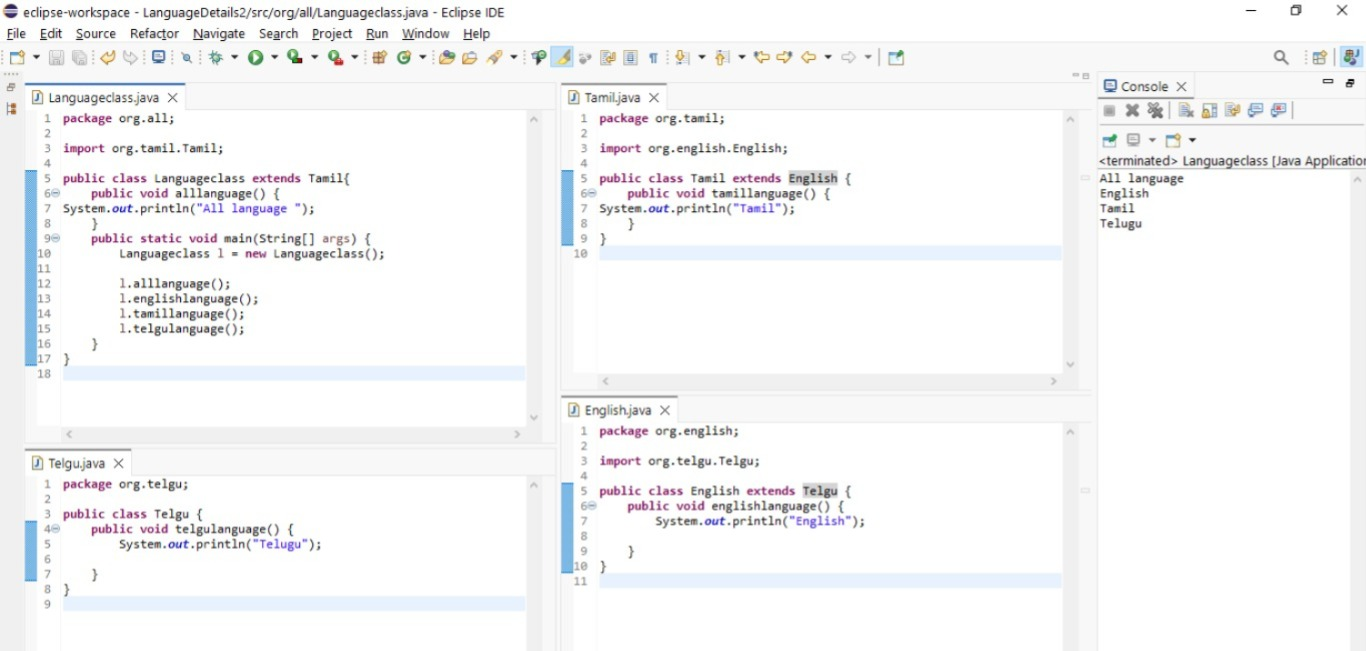 eclipse-workspace - LanguageDetails2/src/org/all/Languageclass.java - Eclipse IDE
File Edit Source Refactor Navigate Search Project Run Window Help
Languageclass.java
1 package org.all;
2
3 import org.tamil.Tamil;
4
5 public class Languageclass extends Tamil{
6 public void alllanguage() {
7 System.out.println("All language ");
8 }
9 public static void main(String[] args) {
10 Languageclass l = new Languageclass();
11
12 l.alllanguage();
13 l.englishlanguage();
14 l.tamillanguage();
15 l.telgulanguage();
16 }
17 }
18
Telgu.java
1 package org.telgu;
2
3 public class Telgu {
4 public void telgulanguage() {
5 System.out.println("Telugu");
6
7 }
8 }
9
Tamil.java
1 package org.tamil;
2
3 import org.english.English;
4
5 public class Tamil extends English {
6 public void tamillanguage() {
7 System.out.println("Tamil");
8 }
9 }
10
English.java
1 package org.english;
2
3 import org.telgu.Telgu;
4
5 public class English extends Telgu {
6 public void englishlanguage() {
7 System.out.println("English");
8
9 }
10 }
11
Console
<terminated> Languageclass [Java Application
All language
English
Tamil
Telugu